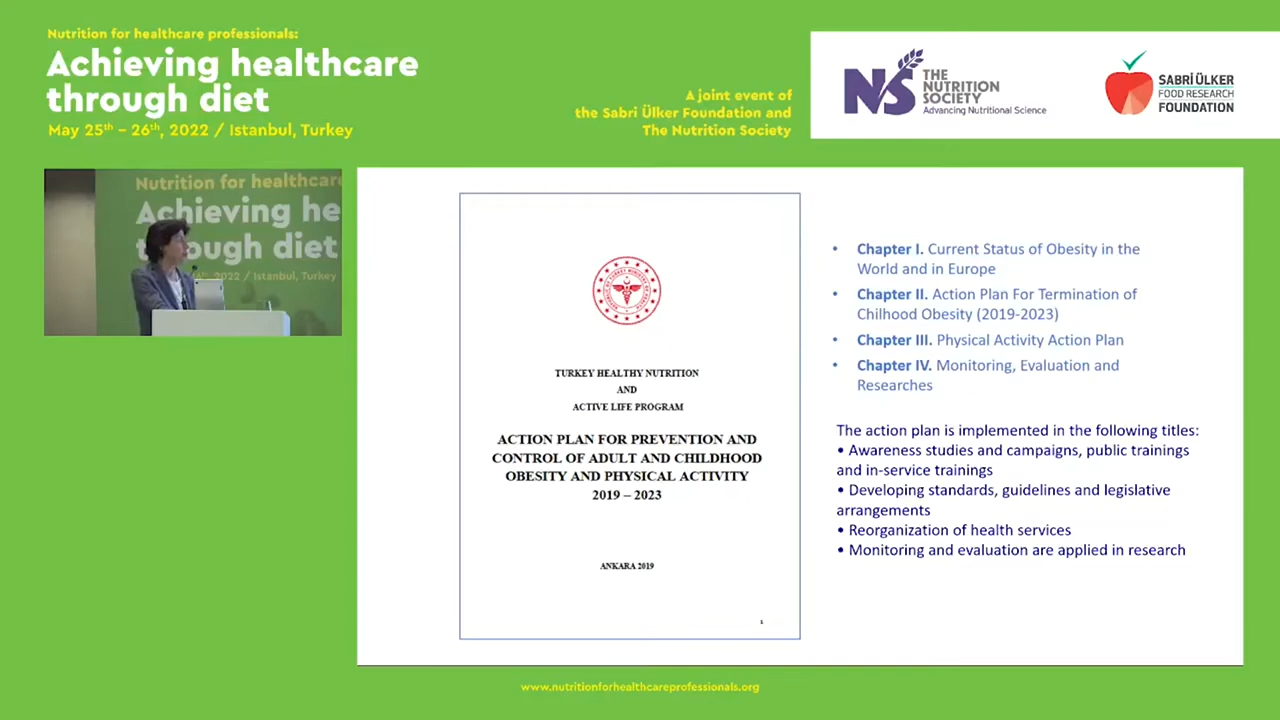 Nutrition for healthcare professionals:
Achieving healthcare
through diet
May 25th – 26th, 2022 / Istanbul, Turkey
A joint event of
the Sabri Ülker Foundation and
The Nutrition Society
NS
THE
NUTRITION
SOCIETY
Advancing Nutritional Science
SABRİ ÜLKER
FOOD RESEARCH
FOUNDATION
Nutrition for healthcar
Achieving he
through diet
2022 / Istanbul, Turkey
TURKEY HEALTHY NUTRITION
AND
ACTIVE LIFE PROGRAM
ACTION PLAN FOR PREVENTION AND
CONTROL OF ADULT AND CHILDHOOD
OBESITY AND PHYSICAL ACTIVITY
2019 – 2023
ANKARA 2019
1
• Chapter I. Current Status of Obesity in the
World and in Europe
• Chapter II. Action Plan For Termination of
Chilhood Obesity (2019-2023)
• Chapter III. Physical Activity Action Plan
• Chapter IV. Monitoring, Evaluation and
Researches
The action plan is implemented in the following titles:
• Awareness studies and campaigns, public trainings
and in-service trainings
• Developing standards, guidelines and legislative
arrangements
• Reorganization of health services
• Monitoring and evaluation are applied in research
www.nutritionforhealthcareprofessionals.org